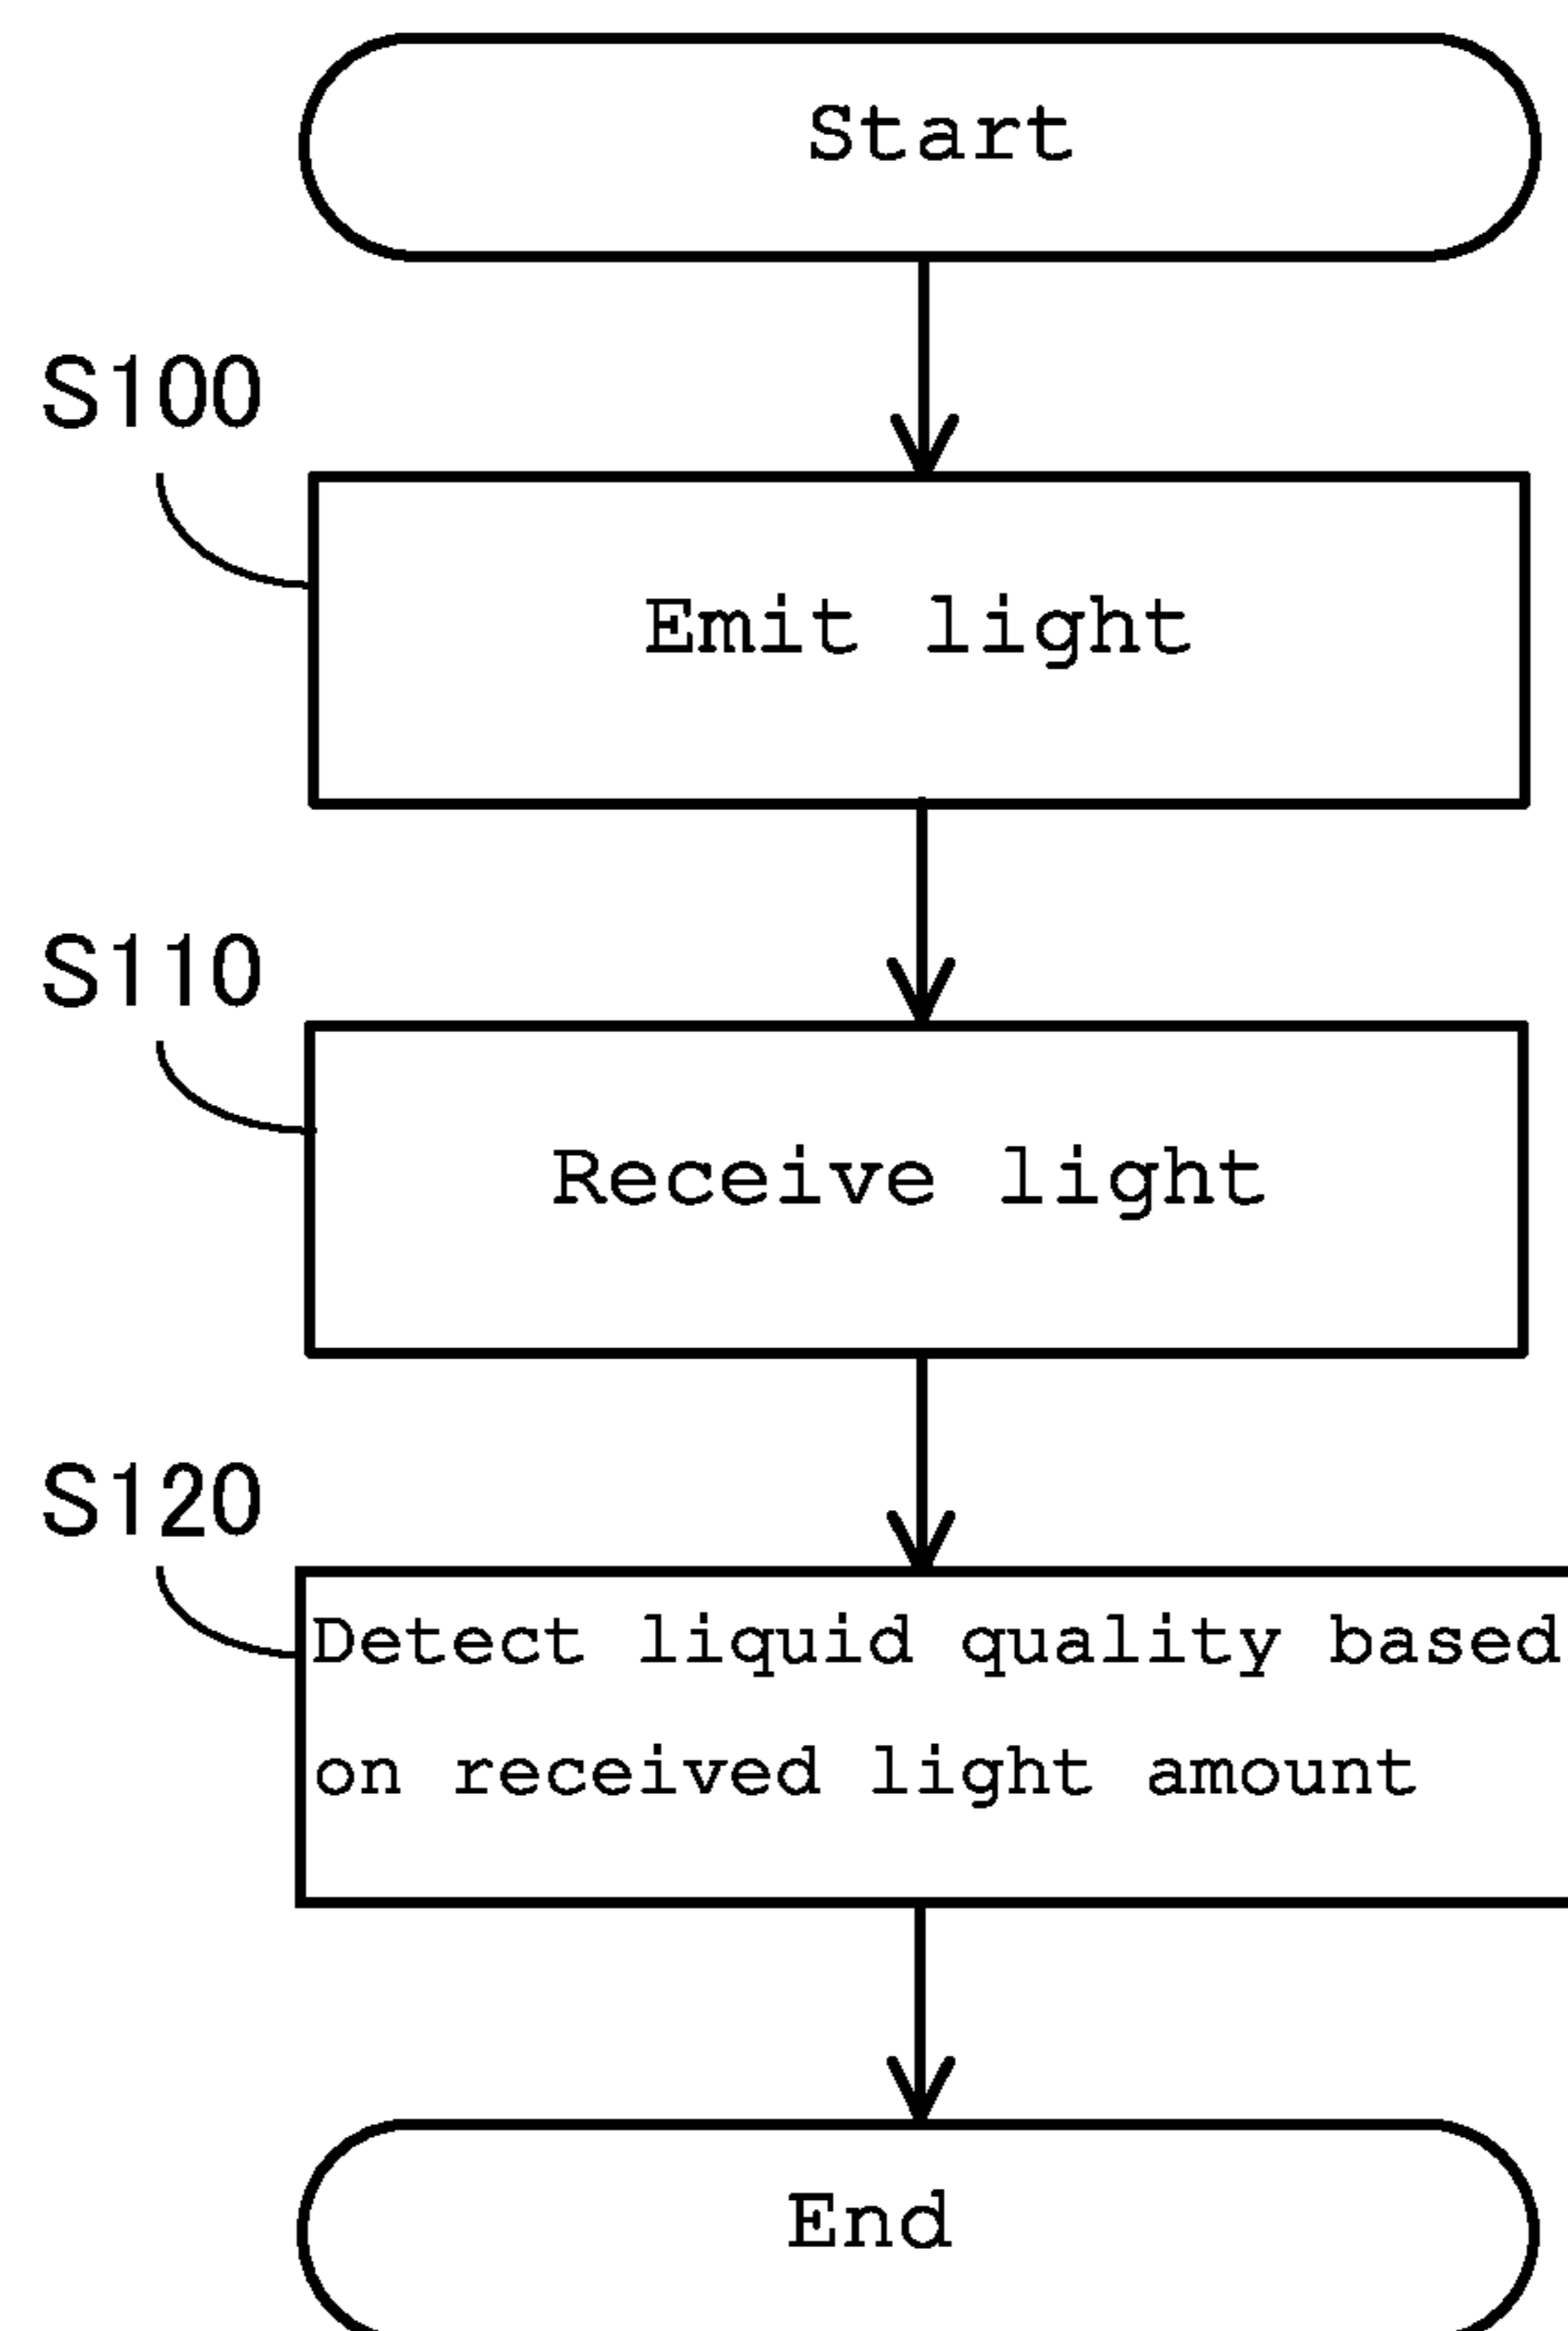 Start
S100
Emit light
S110
Receive light
S120
Detect liquid quality based
on received light amount
End